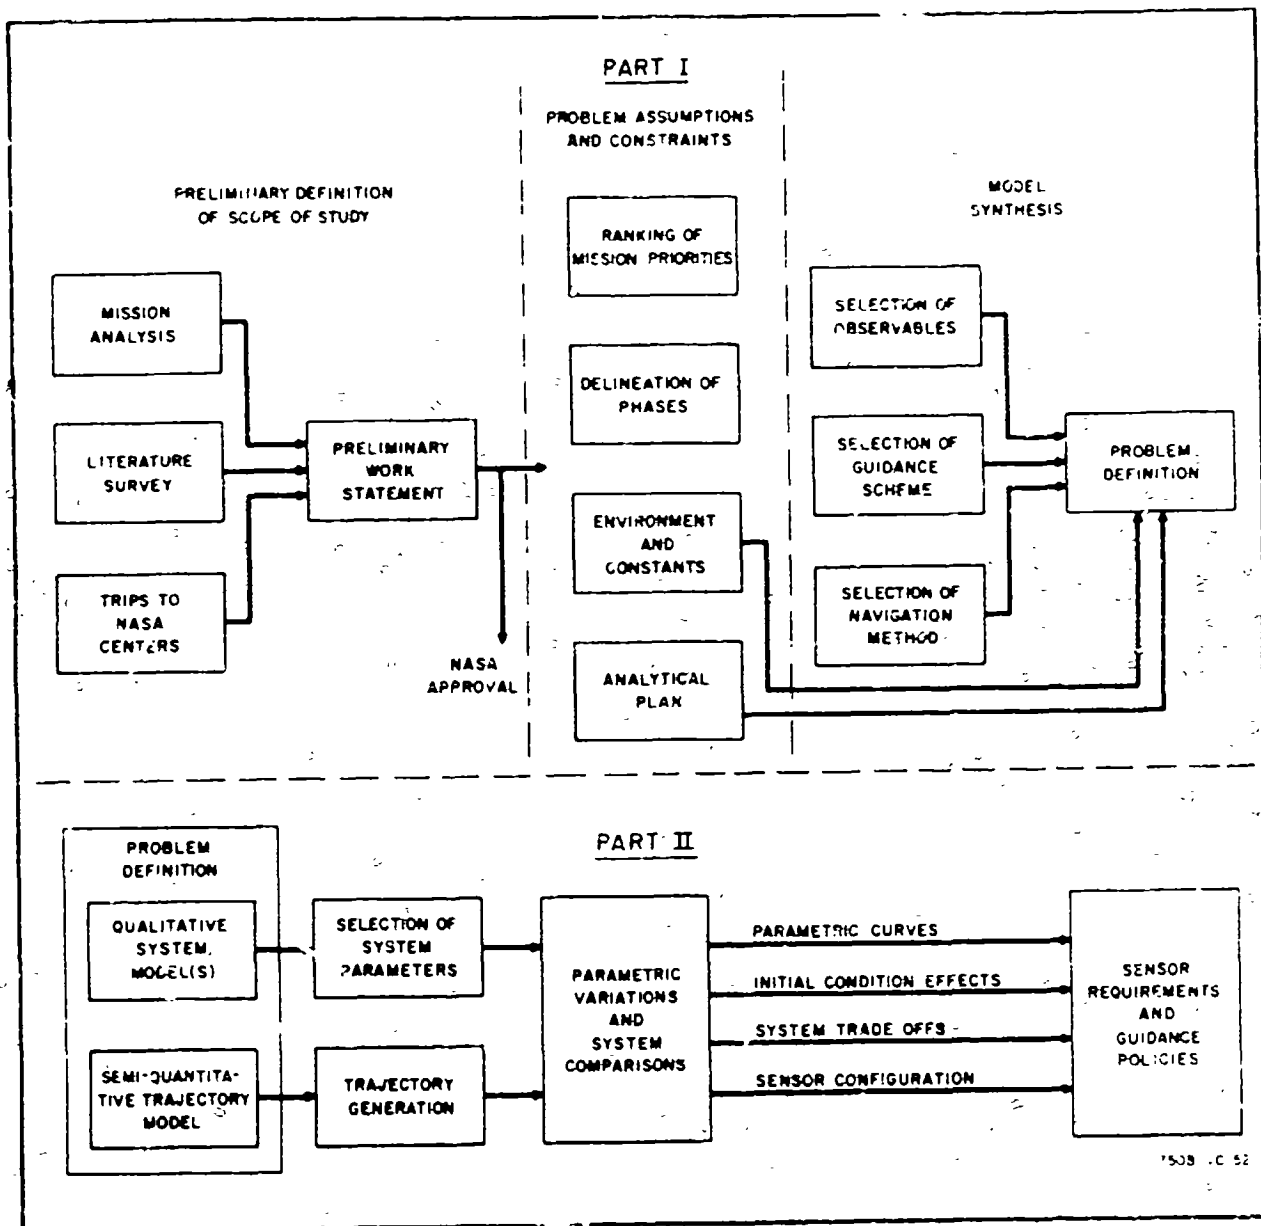 PART I
PRELIMINARY DEFINITION
OF SCOPE OF STUDY
MISSION
ANALYSIS
LITERATURE
SURVEY
TRIPS TO
NASA
CENTERS
PRELIMINARY
WORK
STATEMENT
NASA
APPROVAL
PROBLEM ASSUMPTIONS
AND CONSTRAINTS
RANKING OF
MISSION PRIORITIES
DELINEATION OF
PHASES
ENVIRONMENT
AND
CONSTANTS
ANALYTICAL
PLAN
MODEL
SYNTHESIS
SELECTION OF
OBSERVABLES
SELECTION OF
GUIDANCE
SCHEME
SELECTION OF
NAVIGATION
METHOD
PROBLEM
DEFINITION
PART II
PROBLEM
DEFINITION
QUALITATIVE
SYSTEM
MODEL(S)
SEMI-QUANTITA-
TIVE TRAJECTORY
MODEL
SELECTION OF
SYSTEM
PARAMETERS
TRAJECTORY
GENERATION
PARAMETRIC
VARIATIONS
AND
SYSTEM
COMPARISONS
PARAMETRIC CURVES
INITIAL CONDITION EFFECTS
SYSTEM TRADE OFFS
SENSOR CONFIGURATION
SENSOR
REQUIREMENTS
AND
GUIDANCE
POLICIES